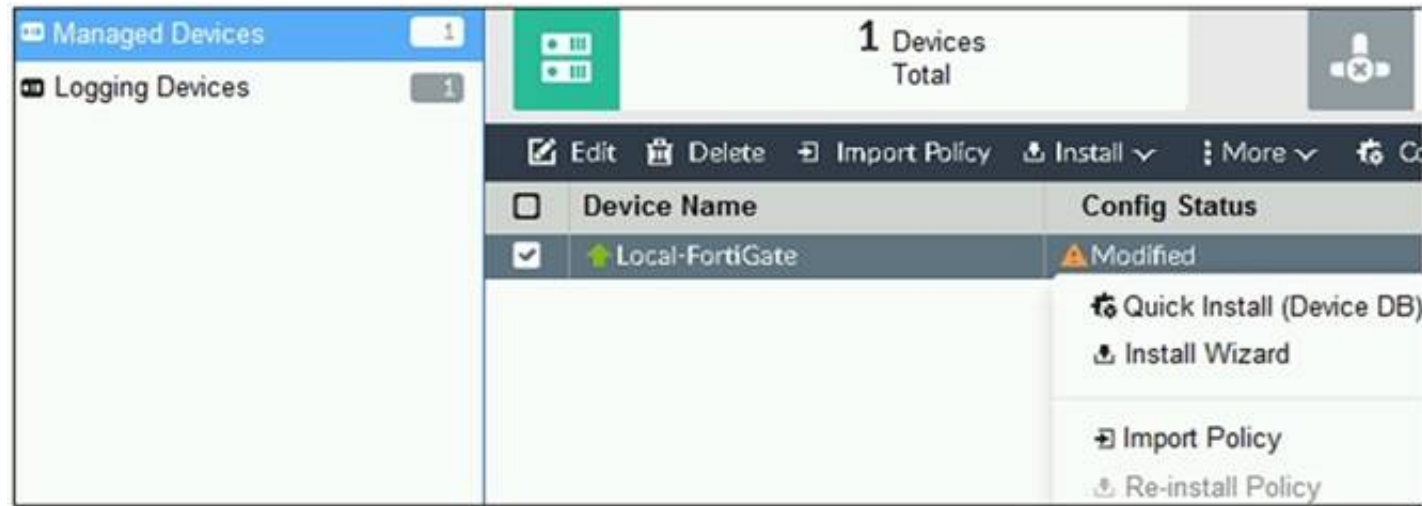 Managed Devices 1
Logging Devices 1
1 Devices
Total
Edit Delete Import Policy Install More
Device Name Config Status
Local-FortiGate Modified
Quick Install (Device DB)
Install Wizard
Import Policy
Re-install Policy